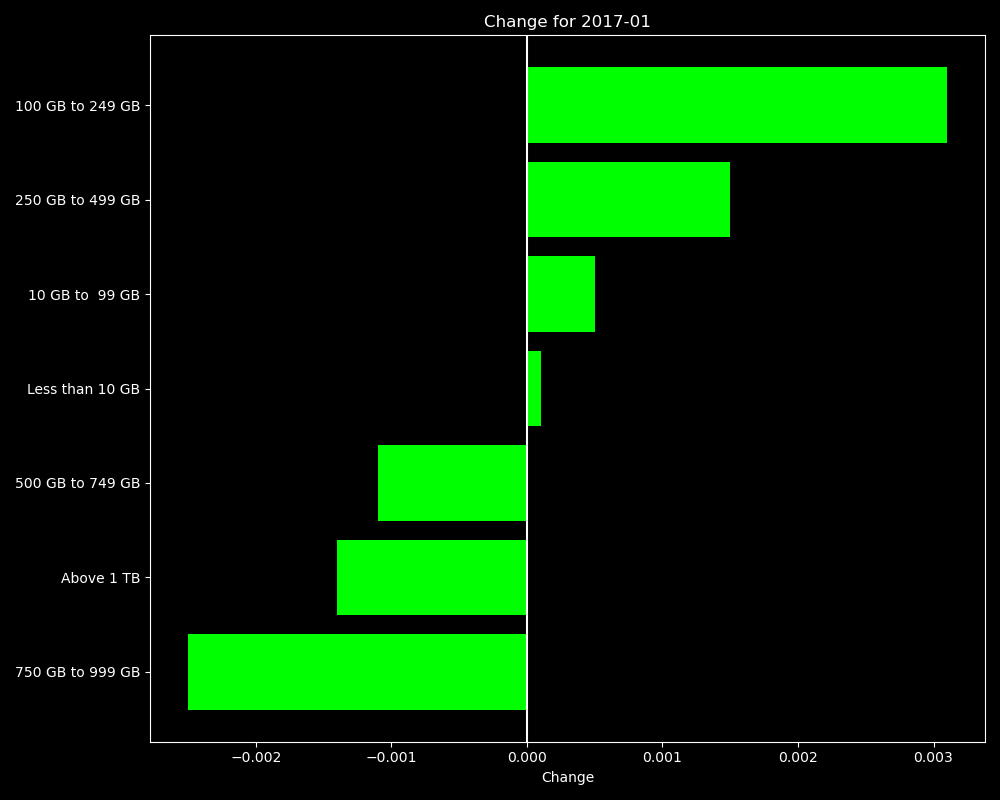 Change for 2017-01
100 GB to 249 GB
250 GB to 499 GB
10 GB to  99 GB
Less than 10 GB
500 GB to 749 GB
Above 1 TB
750 GB to 999 GB
−0.002 −0.001 0.000 0.001 0.002 0.003
Change